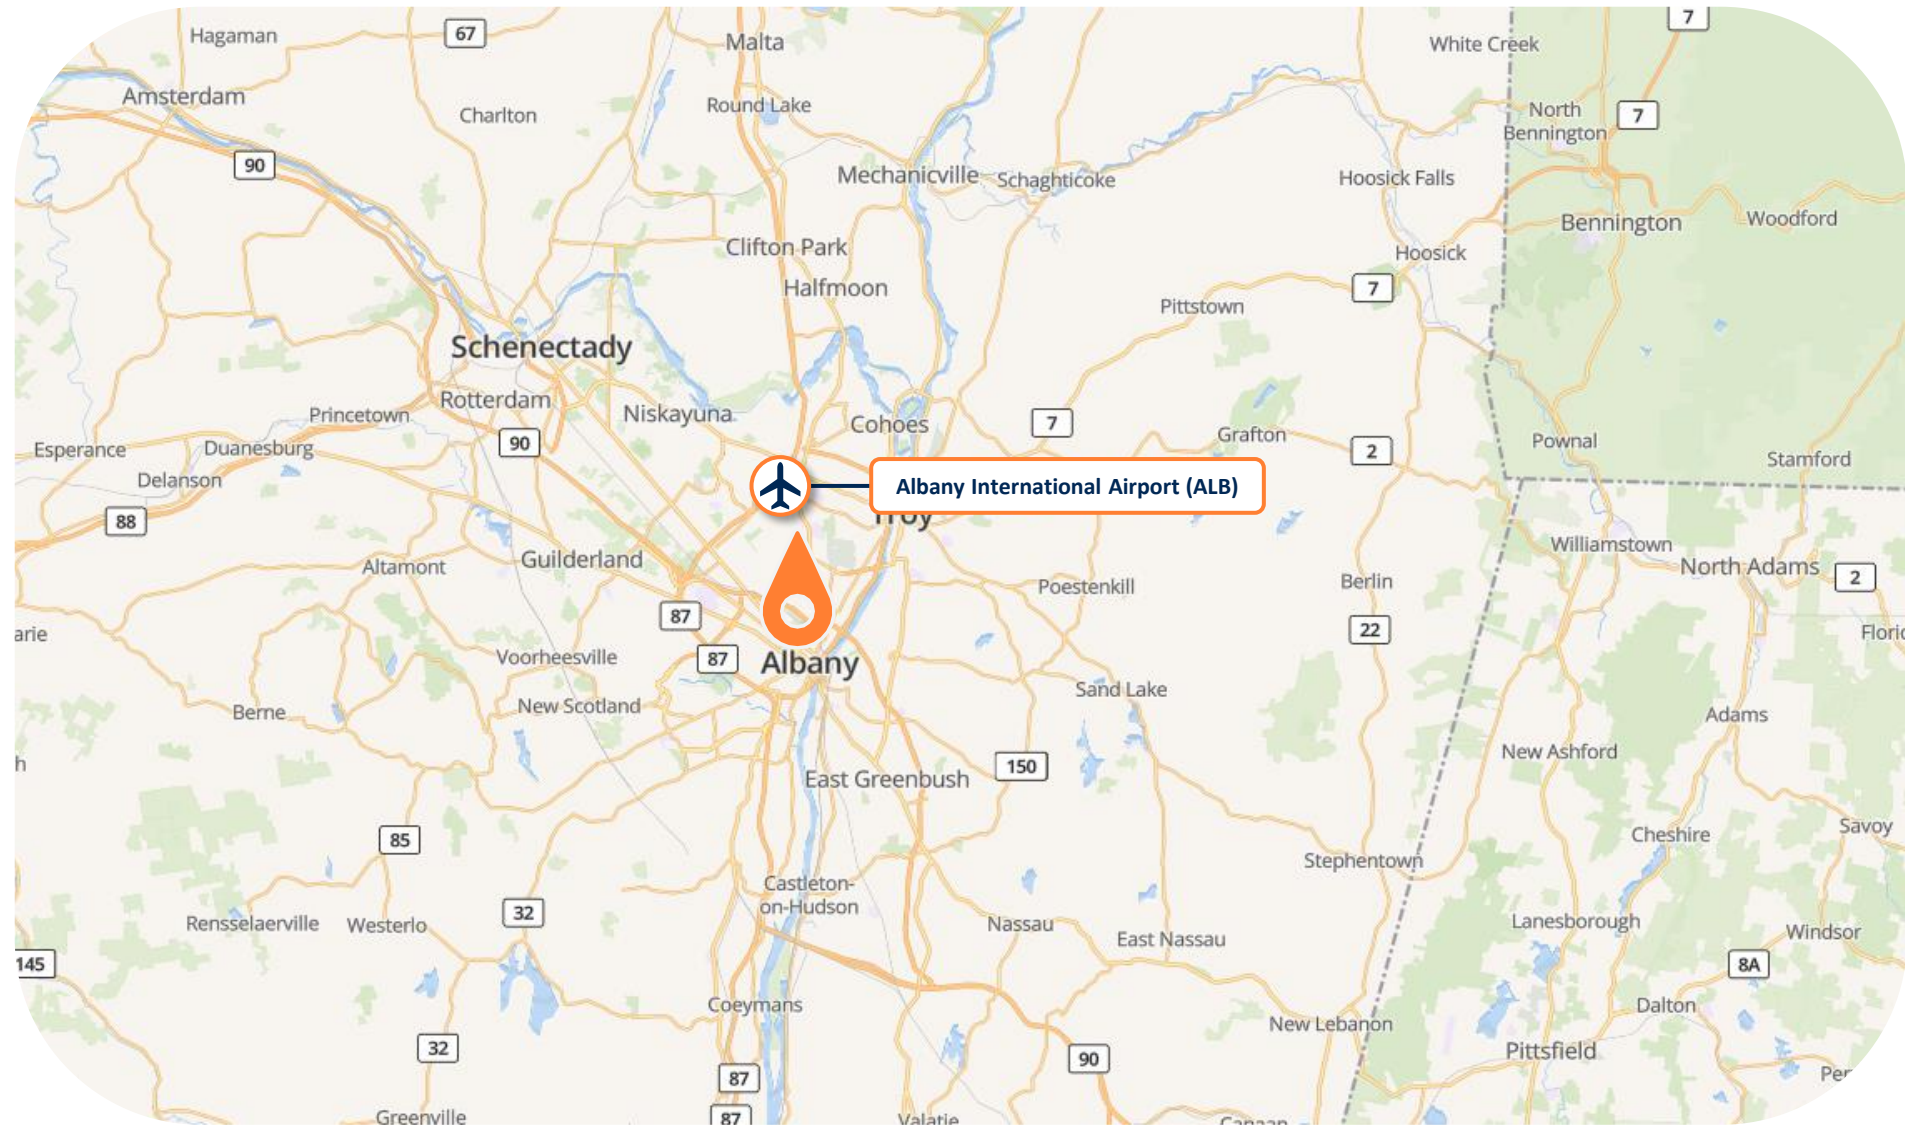 Hagaman
67
Malta
White Creek
7
Amsterdam
Charlton
Round Lake
North
Bennington
7
90
Mechanicville
Schaghticoke
Hoosick Falls
Bennington
Woodford
Clifton Park
Hoosick
Halfmoon
7
Pittstown
Schenectady
Rotterdam
Princetown
Niskayuna
Cohoes
7
Grafton
2
Pownal
Esperance
Duanesburg
90
Stamford
Delanson
Albany International Airport (ALB)
88
Troy
Guilderland
Altamont
Williamstown
North Adams
2
Poestenkill
Berlin
87
22
arie
Floric
Voorheesville
87
Albany
Sand Lake
Berne
New Scotland
Adams
h
150
East Greenbush
New Ashford
85
Cheshire
Savoy
Stephentown
Castleton-
on-Hudson
Rensselaerville
Westerlo
32
Nassau
East Nassau
Lanesborough
Windsor
145
8A
Coeymans
Dalton
New Lebanon
32
90
Pittsfield
87
Per
Greenville
87
Valatie
Canaan